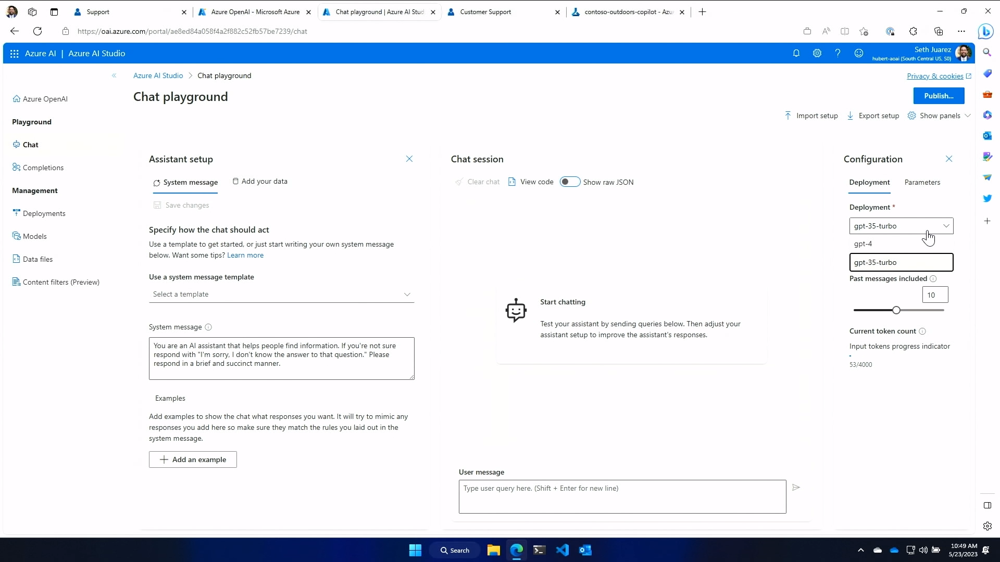 Support
Azure OpenAI - Microsoft Azure
Chat playground | Azure AI Stud
Customer Support
contoso-outdoors-copilot - Azu
https://oai.azure.com/portal/ae8ed84a058f4a2f882c52fb57be7239/chat
Azure AI | Azure AI Studio
Seth Juarez
hubert-aoai (South Central US, S0)
Azure AI Studio > Chat playground
Privacy & cookies
Chat playground
Publish...
Import setup
Export setup
Show panels
Azure OpenAI
Playground
Chat
Completions
Management
Deployments
Models
Data files
Content filters (Preview)
Assistant setup
System message
Add your data
Save changes
Specify how the chat should act
Use a template to get started, or just start writing your own system message
below. Want some tips? Learn more
Use a system message template
Select a template
System message
You are an AI assistant that helps people find information. If you're not sure
respond with "I'm sorry, I don't know the answer to that question." Please
respond in a brief and succinct manner.
Examples
Add examples to show the chat what responses you want. It will try to mimic any
responses you add here so make sure they match the rules you laid out in the
system message.
Add an example
Chat session
Clear chat
View code
Show raw JSON
Start chatting
Test your assistant by sending queries below. Then adjust your
assistant setup to improve the assistant's responses.
User message
Type user query here. (Shift + Enter for new line)
Configuration
Deployment
Parameters
Deployment *
gpt-35-turbo
gpt-4
gpt-35-turbo
Past messages included
10
Current token count
Input tokens progress indicator
53/4000
Search
10:49 AM
5/23/2023